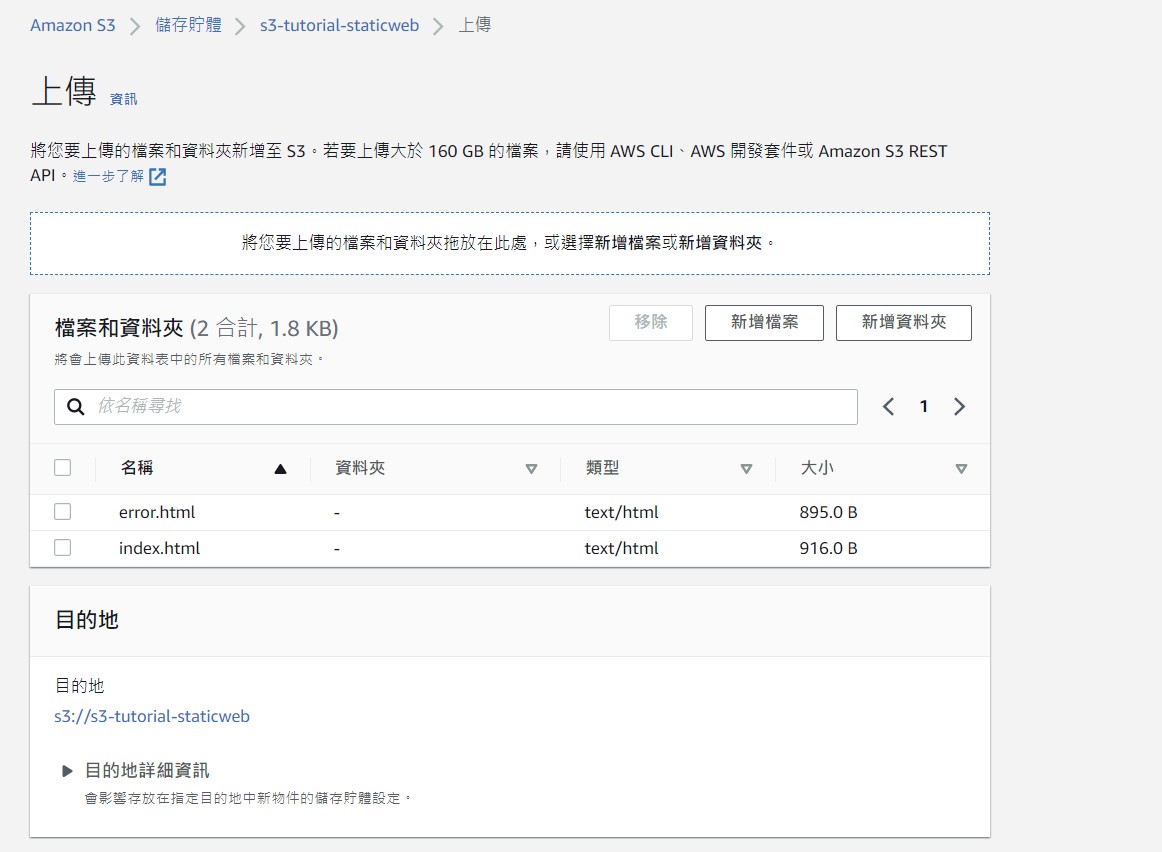 Amazon S3 > 儲存貯體 > s3-tutorial-staticweb > 上傳
上傳 資訊
將您要上傳的檔案和資料夾新增至 S3。若要上傳大於 160 GB 的檔案，請使用 AWS CLI、AWS 開發套件或 Amazon S3 REST
API。進一步了解
將您要上傳的檔案和資料夾拖放在此處，或選擇新增檔案或新增資料夾。
檔案和資料夾 (2 合計, 1.8 KB) 移除 新增檔案 新增資料夾
將會上傳此資料表中的所有檔案和資料夾。
依名稱尋找 1
名稱 資料夾 類型 大小
error.html - text/html 895.0 B
index.html - text/html 916.0 B
目的地
目的地
s3://s3-tutorial-staticweb
目的地詳細資訊
會影響存放在指定目的地中新物件的儲存貯體設定。